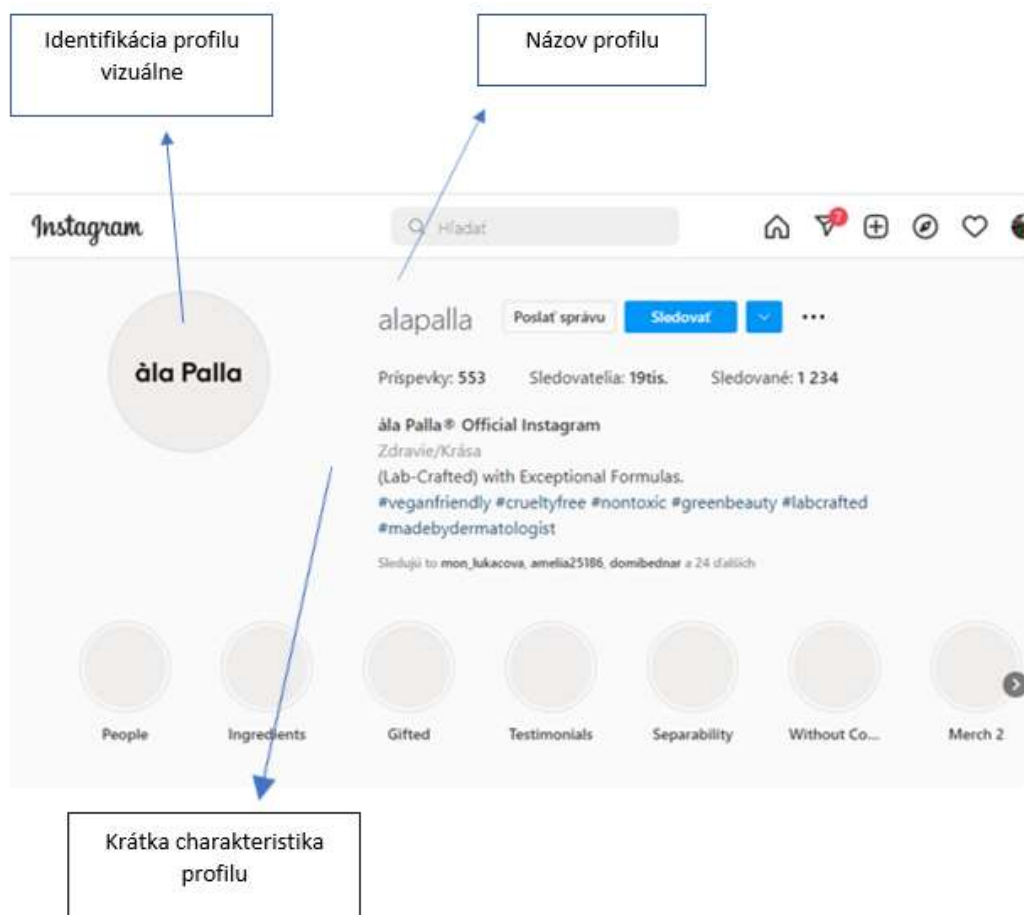 Identifikácia profilu
vizuálne
Názov profilu
Instagram
Hľadať
7
àla Palla
alapalla
Poslať správu
Sledovať
Príspevky: 553
Sledovatelia: 19tis.
Sledované: 1 234
àla Palla® Official Instagram
Zdravie/Krása
(Lab-Crafted) with Exceptional Formulas.
#veganfriendly #crueltyfree #nontoxic #greenbeauty #labcrafted
#madebydermatologist
Sledujú to mon_lukacova, amelia25186, domibednar a 24 ďalších
People
Ingredients
Gifted
Testimonials
Separability
Without Co...
Merch 2
Krátka charakteristika
profilu